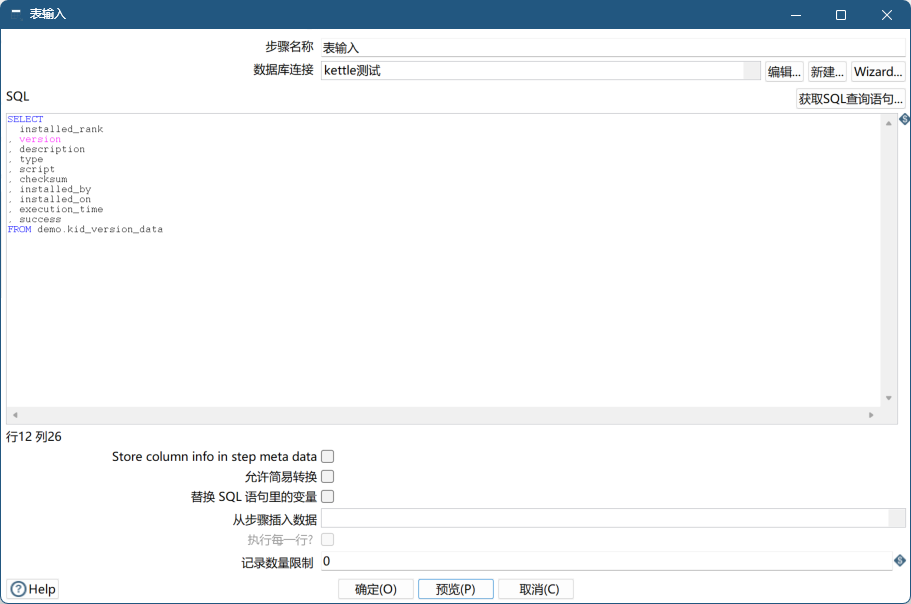 表输入
步骤名称 表输入
数据库连接 kettle测试 编辑... 新建... Wizard...
SQL 获取SQL查询语句...
SELECT
  installed_rank
, version
, description
, type
, script
, checksum
, installed_by
, installed_on
, execution_time
, success
FROM demo.kid_version_data
行12 列26
Store column info in step meta data
允许简易转换
替换 SQL 语句里的变量
从步骤插入数据
执行每一行?
记录数量限制 0
Help 确定(O) 预览(P) 取消(C)